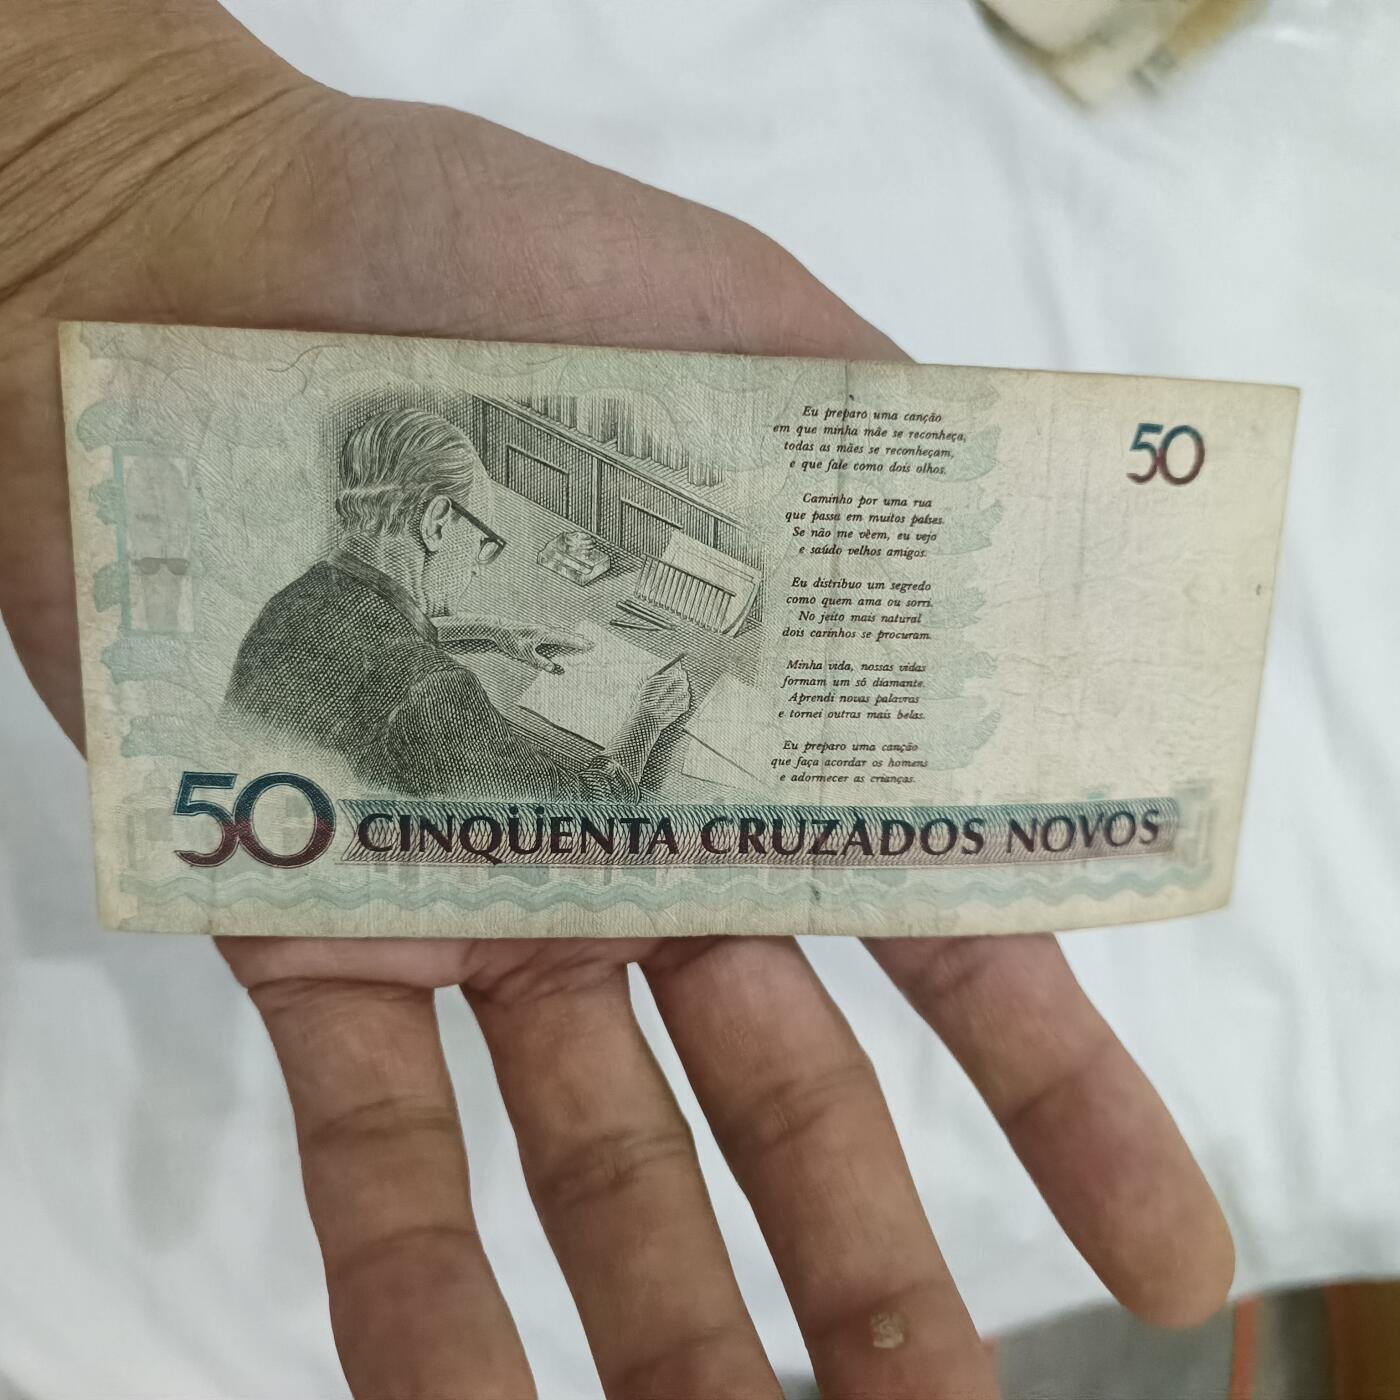 Eu preparo uma canção
em que minha mãe se reconheça,
todas as mães se reconheçam,
e que fale como dois olhos.
Caminho por uma rua
que passa em muitos países.
Se não me vêem, eu vejo
e saúdo velhos amigos.
Eu distribuo um segredo
como quem ama ou sorri.
No jeito mais natural
dois carinhos se procuram.
Minha vida, nossas vidas
formam um só diamante.
Aprendi novas palavras
e tornei outras mais belas.
Eu preparo uma canção
que faça acordar os homens
e adormecer as crianças.
50
50 CINQÜENTA CRUZADOS NOVOS